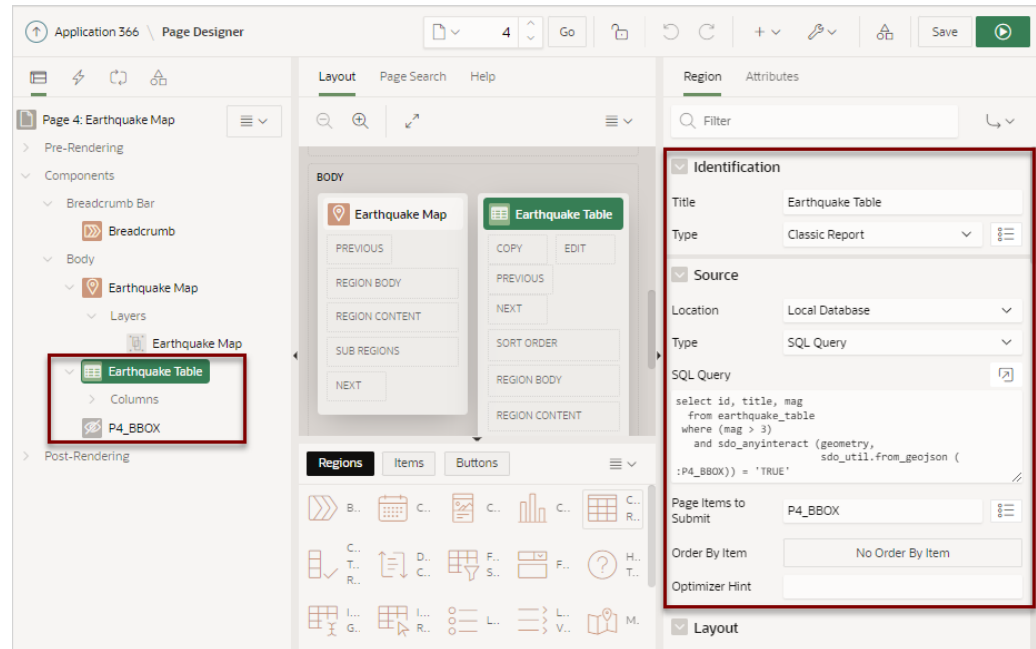 Application 366 \ Page Designer
4
Go
Save
Page 4: Earthquake Map
Pre-Rendering
Components
Breadcrumb Bar
Breadcrumb
Body
Earthquake Map
Layers
Earthquake Map
Earthquake Table
Columns
P4_BBOX
Post-Rendering
Layout Page Search Help
BODY
Earthquake Map
PREVIOUS
REGION BODY
REGION CONTENT
SUB REGIONS
NEXT
Earthquake Table
COPY EDIT
PREVIOUS
NEXT
SORT ORDER
REGION BODY
REGION CONTENT
Regions Items Buttons
B.. C.. C.. C.. C.. R..
C.. T.. R.. D.. C.. F.. S.. F.. H.. T..
I... G.. I... R.. L.. L.. V.. M.
Region Attributes
Filter
Identification
Title Earthquake Table
Type Classic Report
Source
Location Local Database
Type SQL Query
SQL Query
select id, title, mag
from earthquake_table
where (mag > 3)
and sdo_anyinteract (geometry,
sdo_util.from_geojson (
:P4_BBOX)) = 'TRUE'
Page Items to
Submit P4_BBOX
Order By Item No Order By Item
Optimizer Hint
Layout